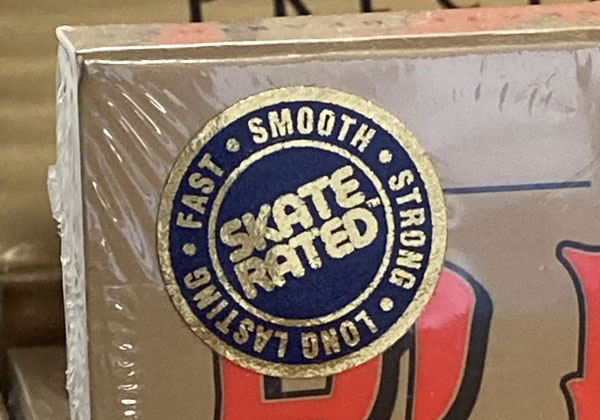 FAST • SMOOTH • STRONG • LONG LASTING •
SKATE
RATED